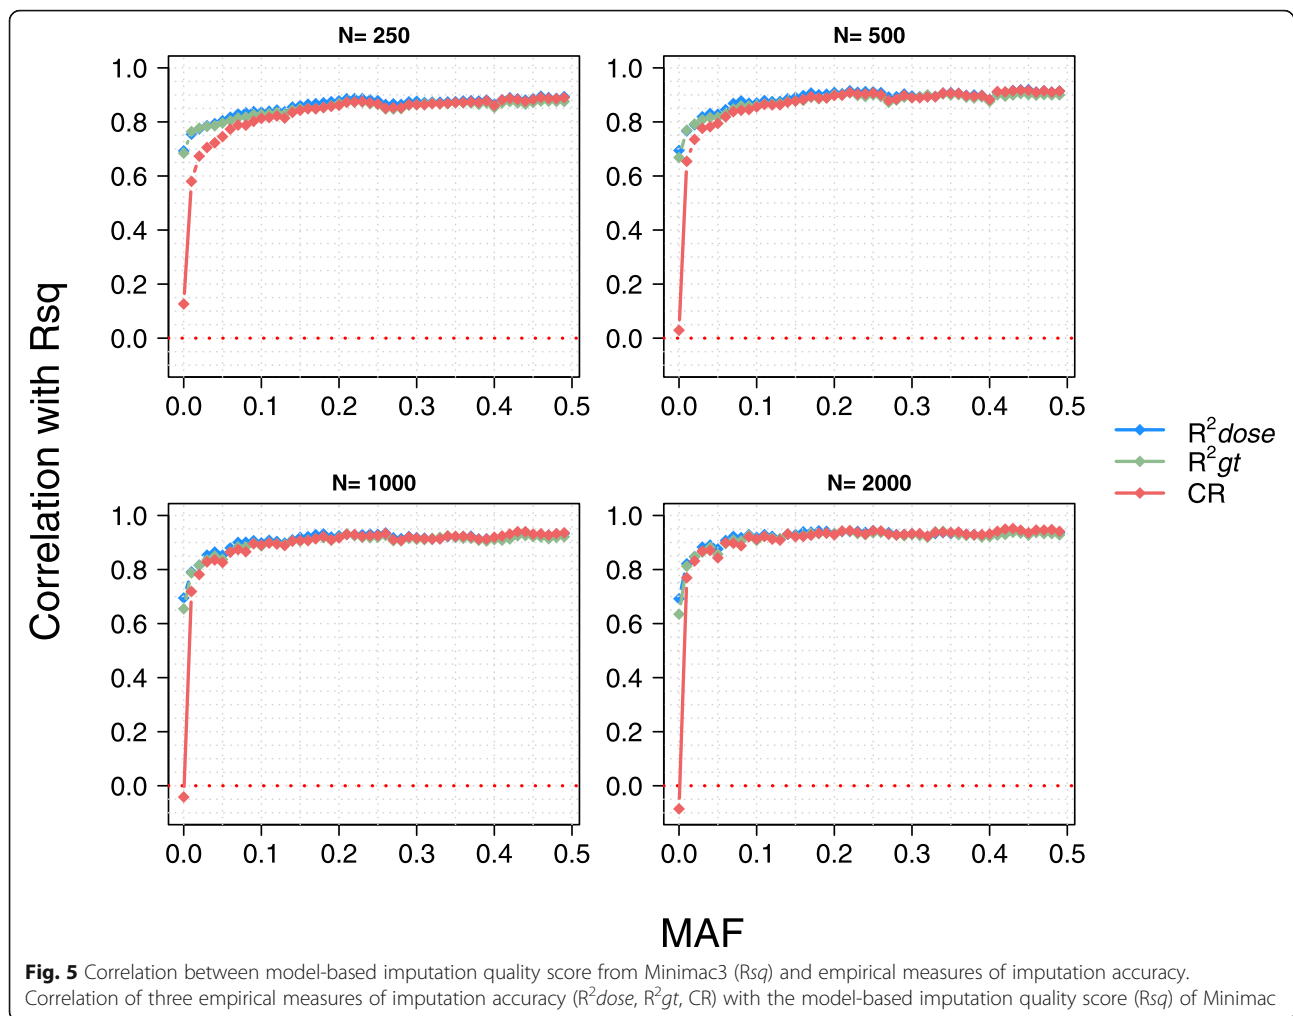 N= 250
N= 500
1.0
0.8
0.6
0.4
0.2
0.0
1.0
0.8
0.6
0.4
0.2
0.0
0.0 0.1 0.2 0.3 0.4 0.5
0.0 0.1 0.2 0.3 0.4 0.5
Correlation with Rsq
R²dose
R²gt
CR
N= 1000
N= 2000
1.0
0.8
0.6
0.4
0.2
0.0
1.0
0.8
0.6
0.4
0.2
0.0
0.0 0.1 0.2 0.3 0.4 0.5
0.0 0.1 0.2 0.3 0.4 0.5
MAF
Fig. 5 Correlation between model-based imputation quality score from Minimac3 (Rsq) and empirical measures of imputation accuracy.
Correlation of three empirical measures of imputation accuracy (R²dose, R²gt, CR) with the model-based imputation quality score (Rsq) of Minimac